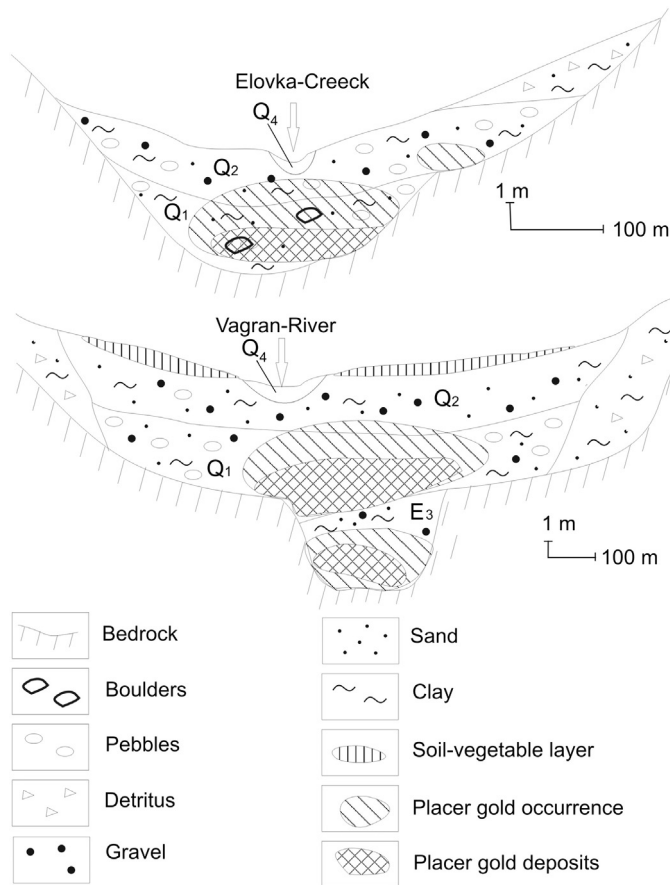 Elovka-Creeck
Q4
Q2
Q1
1 m
100 m
Vagran-River
Q4
Q2
Q1
E3
1 m
100 m
Bedrock
Boulders
Pebbles
Detritus
Gravel
Sand
Clay
Soil-vegetable layer
Placer gold occurrence
Placer gold deposits